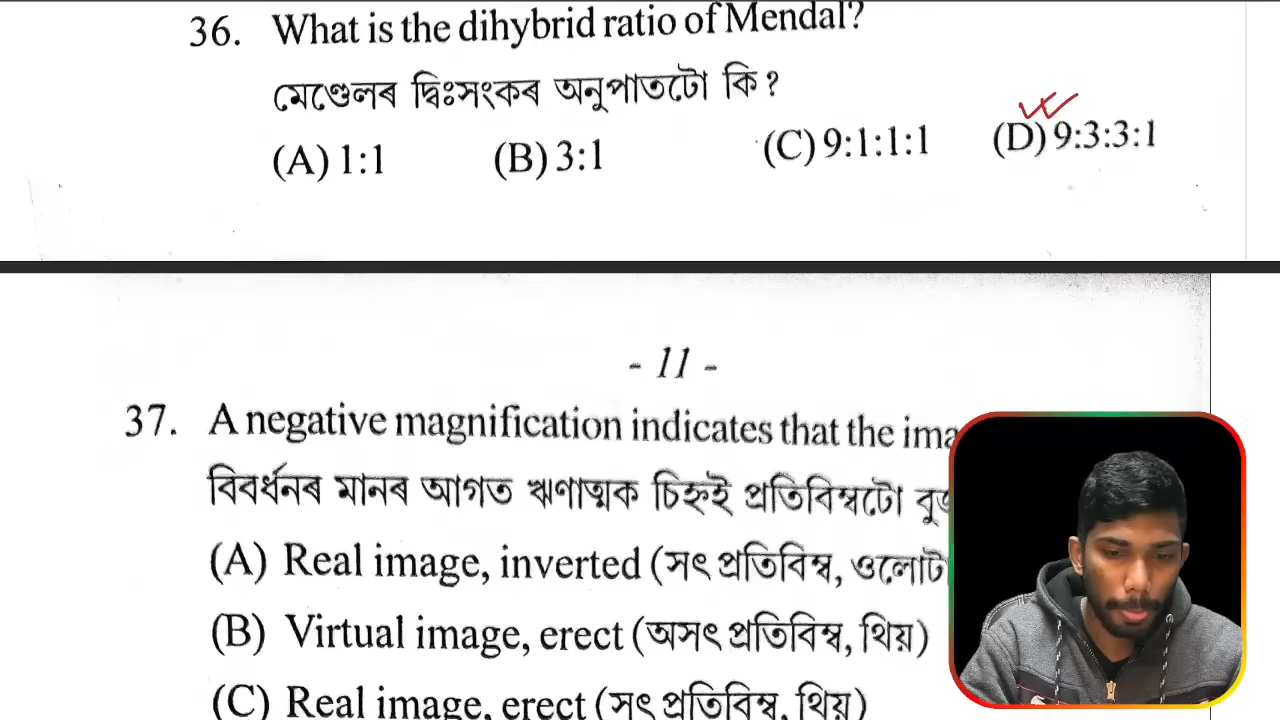 36. What is the dihybrid ratio of Mendal?
মেণ্ডেলৰ দ্বিঃসংকৰ অনুপাতটো কি ?
(A) 1:1 (B) 3:1 (C) 9:1:1:1 (D) 9:3:3:1
- 11 -
37. A negative magnification indicates that the
বিবৰ্ধনৰ মানৰ আগত ঋণাত্মক চিহ্নই প্ৰতিবিম্বটো
(A) Real image, inverted (সৎ প্ৰতিবিম্ব, ওলোটা
(B) Virtual image, erect (অসৎ প্ৰতিবিম্ব, থিয়)
(C) Real image, erect (সৎ প্ৰতিবিম্ব, থিয়)